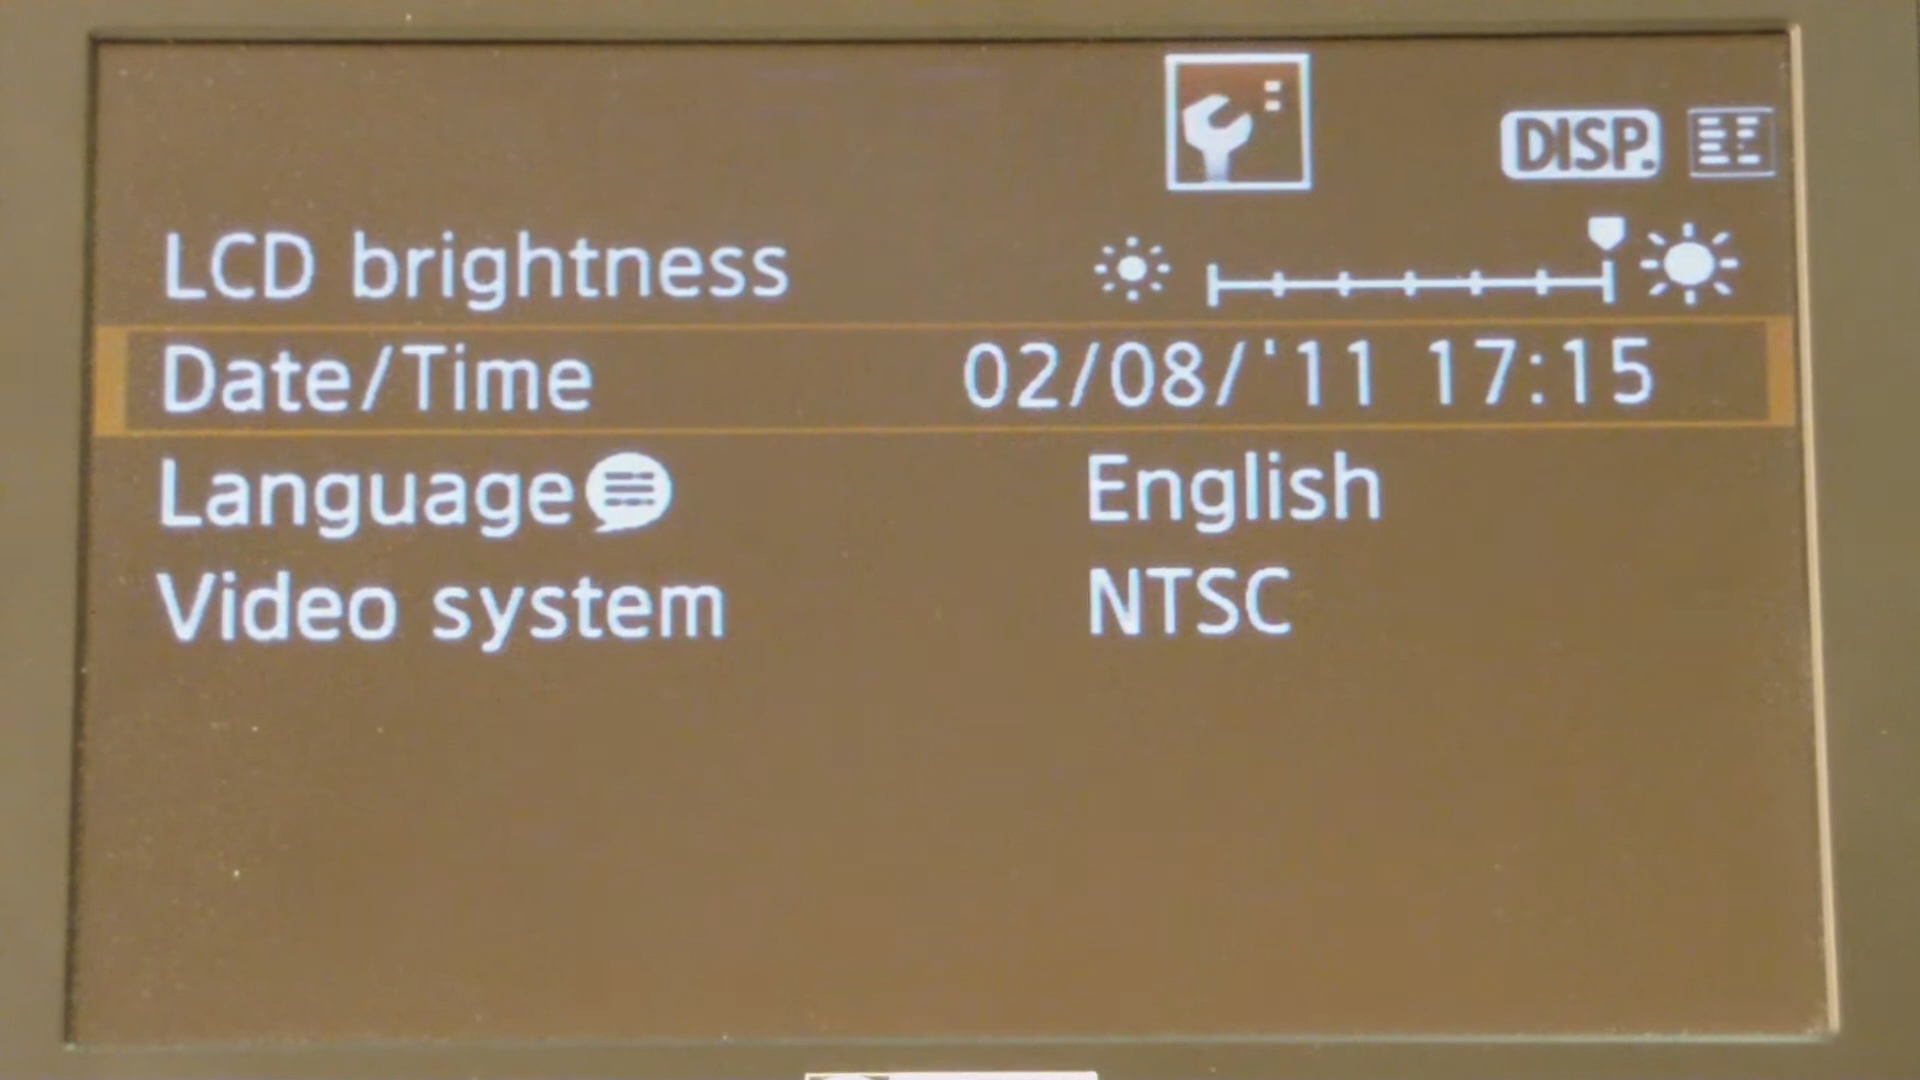 DISP.
LCD brightness
Date/Time 02/08/'11 17:15
Language English
Video system NTSC